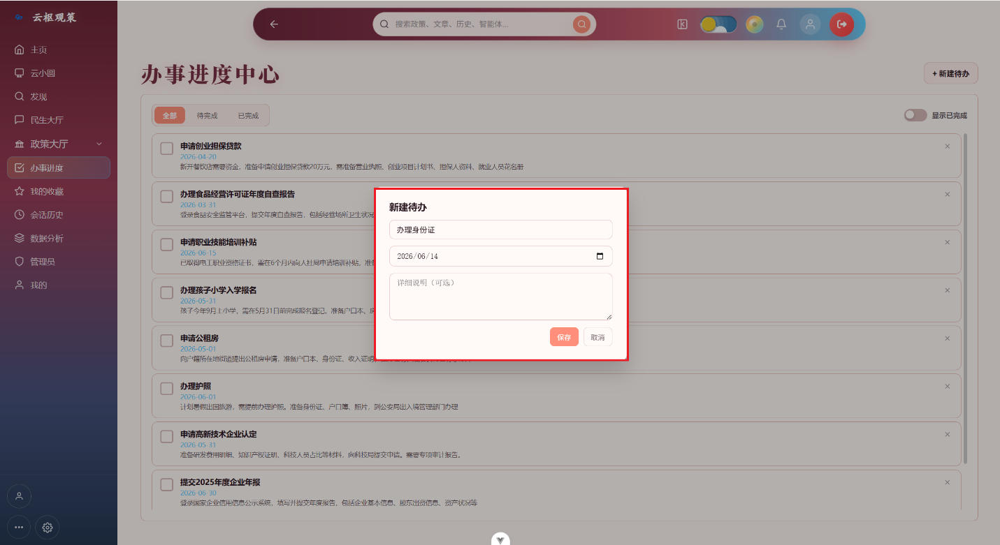 云枢观策
搜索政策、文章、历史、智能体...
主页
云小圆
发现
民生大厅
政策大厅
办事进度
我的收藏
会话历史
数据分析
管理员
我的
办事进度中心
+ 新建待办
全部
待完成
已完成
显示已完成
申请创业担保贷款
2026-04-20
新开餐饮店需要资金，准备申请创业担保贷款20万元，需准备营业执照、创业项目计划书、担保人资料、就业人员花名册
办理食品经营许可证年度自查报告
2026-03-31
登录食品安全监管平台，提交年度自查报告，包括经营场所卫生状况
申请职业技能培训补贴
2026-06-15
已取得电工职业资格证书，需在6个月内向人社局申请培训补贴，准
办理孩子小学入学报名
2026-05-31
孩子今年9月上小学，需在5月31日前完成报名登记，准备户口本、
申请公租房
2026-05-01
向户籍所在地街道提出公租房申请，准备户口本、身份证、收入证明
办理护照
2026-06-01
计划暑假出国旅游，需提前办理护照。准备身份证、户口簿、照片，到公安局出入境管理部门办理
申请高新技术企业认定
2026-05-31
准备研发费用明细、知识产权证明、科技人员占比等材料，向科技局提交申请。需要专项审计报告。
提交2025年度企业年报
2026-06-30
登录国家企业信用信息公示系统，填写并提交年度报告，包括企业基本信息、股东出资信息、资产状况等
新建待办
办理身份证
2026/06/14
详细说明（可选）
保存
取消